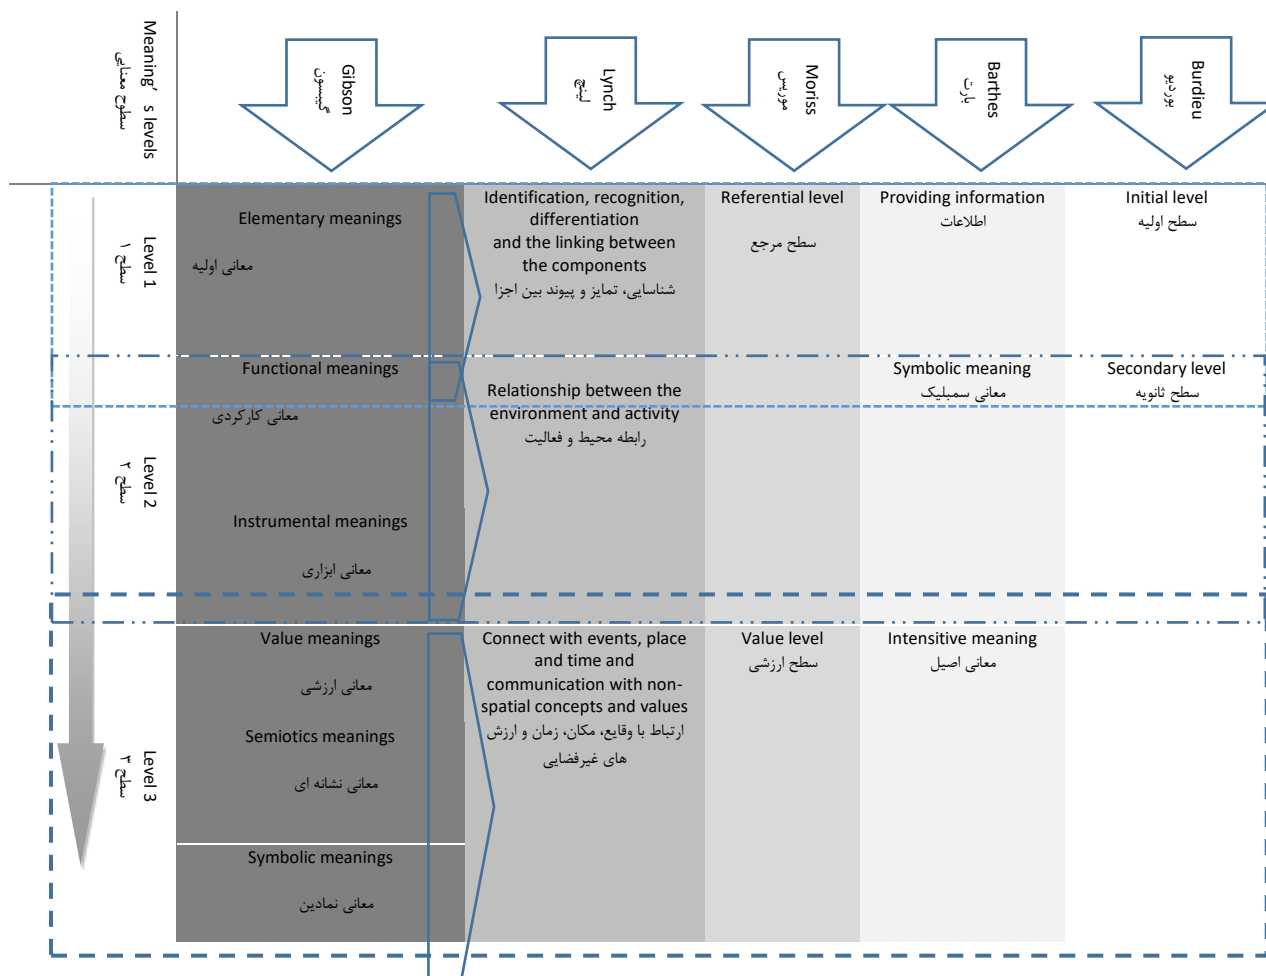 Meaning’ s levels
سطوح معنایی
Gibson
گیبسون
Lynch
لینچ
Moriss
موریس
Barthes
بارت
Burdieu
بوردیو
Level 1
سطح ۱
Elementary meanings
معانی اولیه
Identification, recognition,
differentiation
and the linking between
the components
شناسایی، تمایز و پیوند بین اجزا
Referential level
سطح مرجع
Providing information
اطلاعات
Initial level
سطح اولیه
Level 2
سطح ۲
Functional meanings
معانی کارکردی
Instrumental meanings
معانی ابزاری
Relationship between the
environment and activity
رابطه محیط و فعالیت
Symbolic meaning
معانی سمبلیک
Secondary level
سطح ثانویه
Level 3
سطح ۳
Value meanings
معانی ارزشی
Semiotics meanings
معانی نشانه ای
Symbolic meanings
معانی نمادین
Connect with events, place
and time and
communication with non-
spatial concepts and values
ارتباط با وقایع، مکان، زمان و ارزش
های غیرفضایی
Value level
سطح ارزشی
Intensitive meaning
معانی اصیل